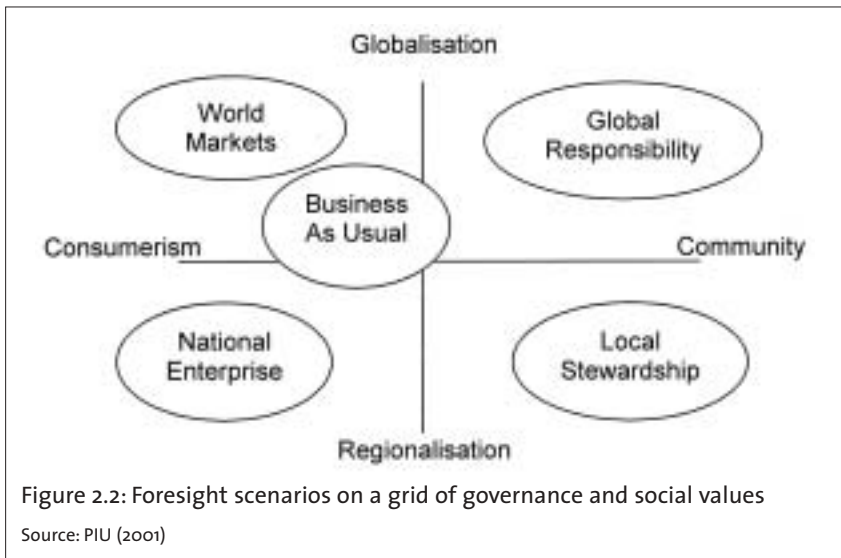 Globalisation
World
Markets
Global
Responsibility
Business
As Usual
Consumerism
Community
National
Enterprise
Local
Stewardship
Regionalisation
Figure 2.2: Foresight scenarios on a grid of governance and social values
Source: PIU (2001)